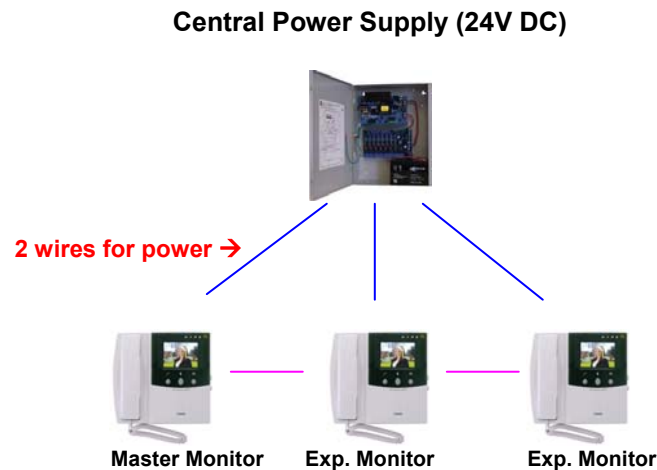 Central Power Supply (24V DC)
2 wires for power →
Master Monitor Exp. Monitor Exp. Monitor